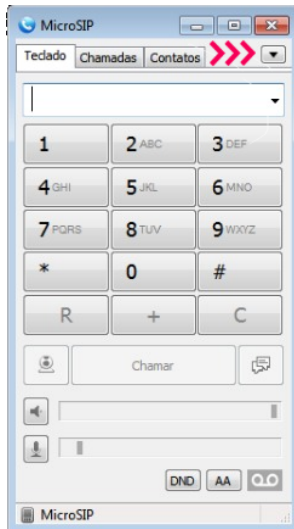 MicroSIP
Teclado Chamadas Contatos
1 2 ABC 3 DEF
4 GHI 5 JKL 6 MNO
7 PQRS 8 TUV 9 WXYZ
* 0 #
R + C
Chamar
DND AA
MicroSIP